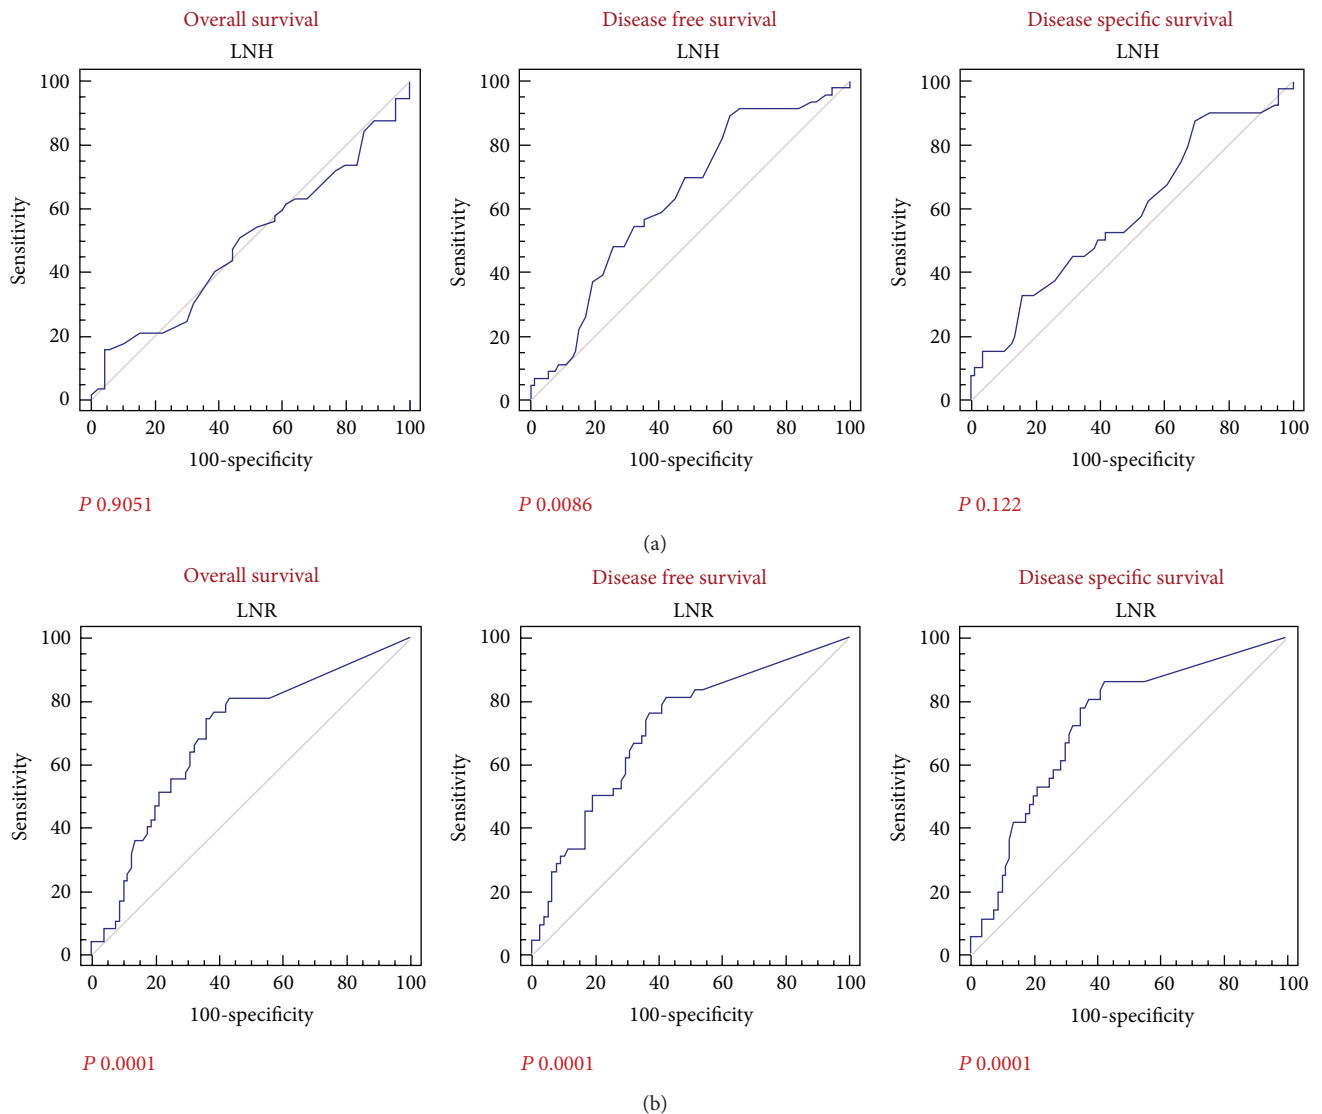 Overall survival
LNH
100
80
60
40
20
0
Sensitivity
0 20 40 60 80 100
100-specificity
P 0.9051
Disease free survival
LNH
100
80
60
40
20
0
Sensitivity
0 20 40 60 80 100
100-specificity
P 0.0086
Disease specific survival
LNH
100
80
60
40
20
0
Sensitivity
0 20 40 60 80 100
100-specificity
P 0.122
(a)
Overall survival
LNR
100
80
60
40
20
0
Sensitivity
0 20 40 60 80 100
100-specificity
P 0.0001
Disease free survival
LNR
100
80
60
40
20
0
Sensitivity
0 20 40 60 80 100
100-specificity
P 0.0001
Disease specific survival
LNR
100
80
60
40
20
0
Sensitivity
0 20 40 60 80 100
100-specificity
P 0.0001
(b)